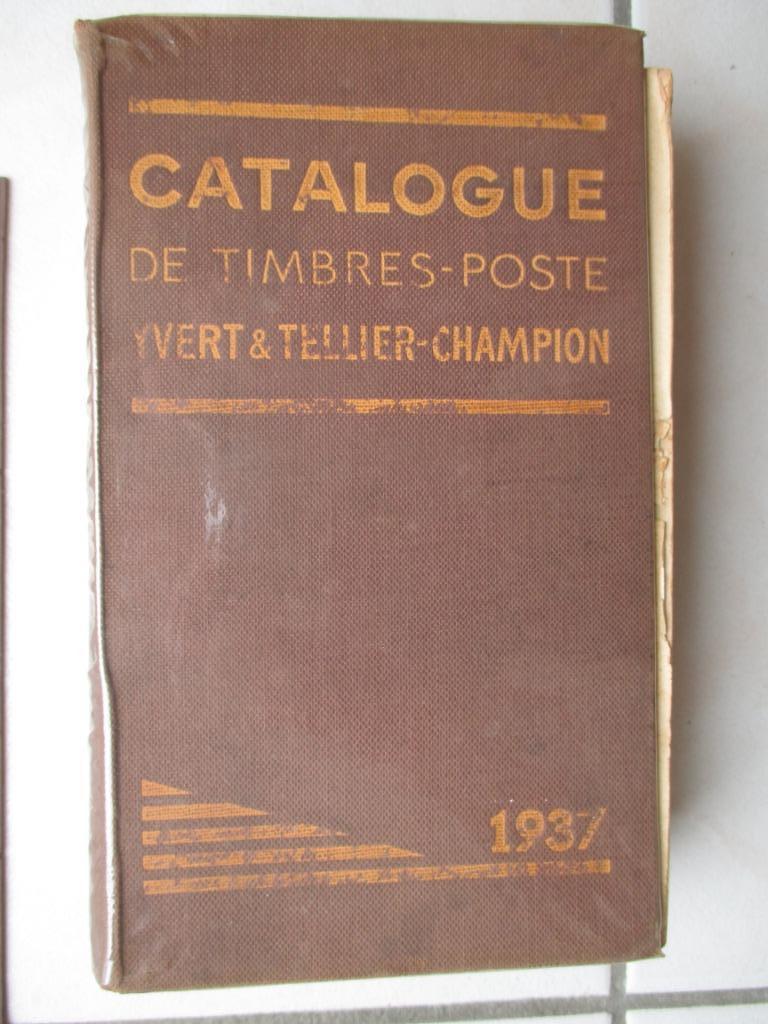 CATALOGUE
DE TIMBRES-POSTE
YVERT & TELLIER-CHAMPION
1937